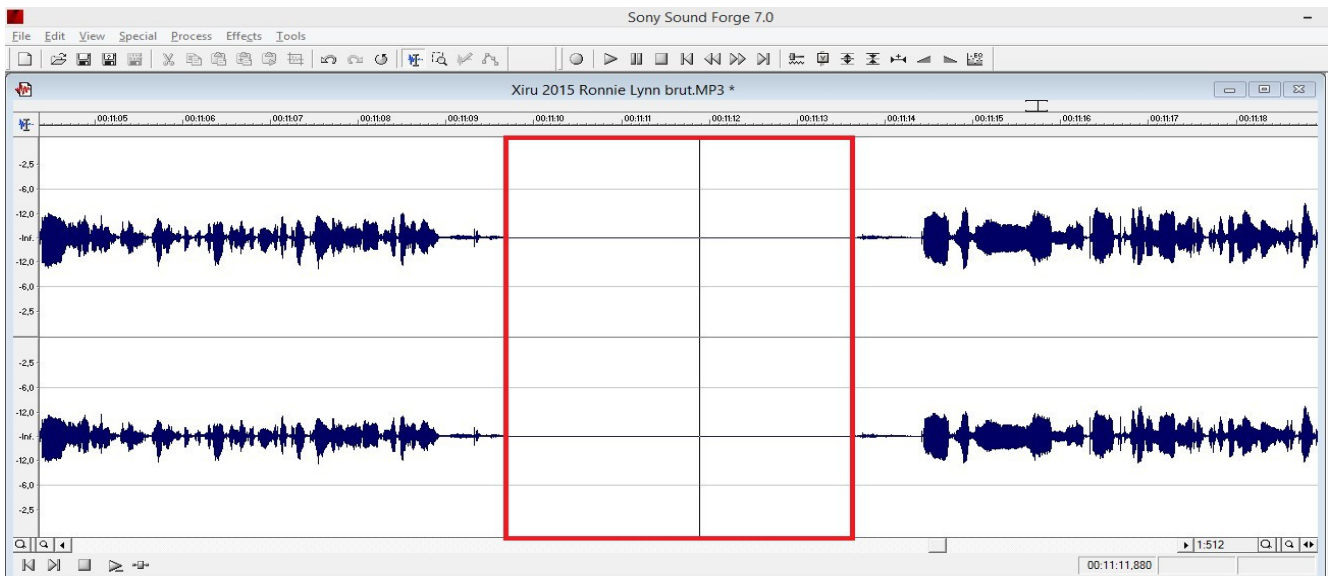 Sony Sound Forge 7.0
File Edit View Special Process Effects Tools
Xiru 2015 Ronnie Lynn brut.MP3 *
00:11:05 00:11:06 00:11:07 00:11:08 00:11:09 00:11:10 00:11:11 00:11:12 00:11:13 00:11:14 00:11:15 00:11:16 00:11:17 00:11:18
-2,5
-6,0
-12,0
-Inf.
-12,0
-6,0
-2,5
-2,5
-6,0
-12,0
-Inf.
-12,0
-6,0
-2,5
1:512
00:11:11,880